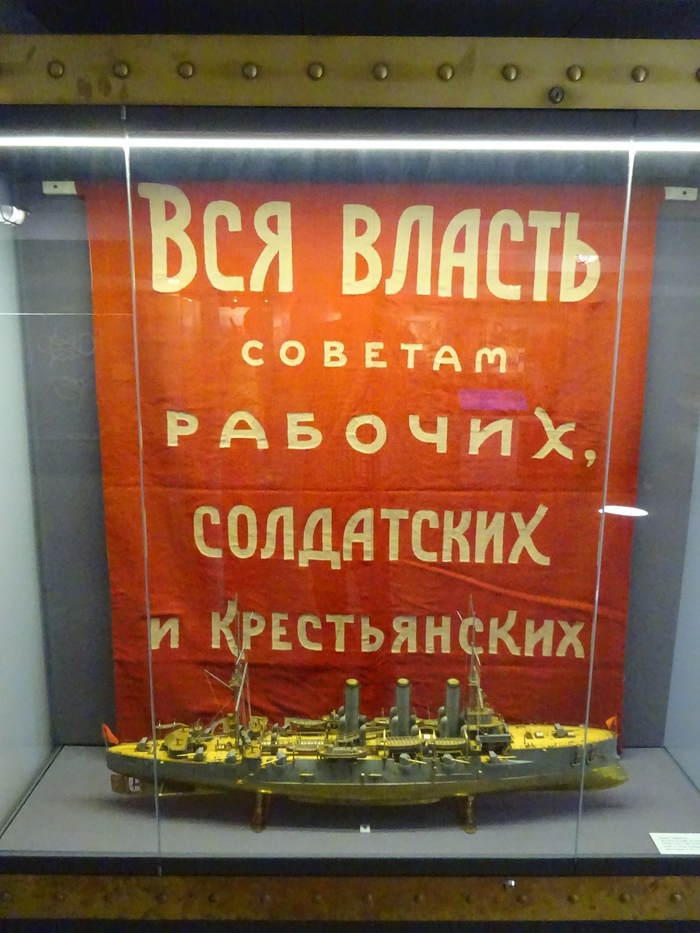 Вся власть
советам
рабочих,
солдатских
и крестьянских